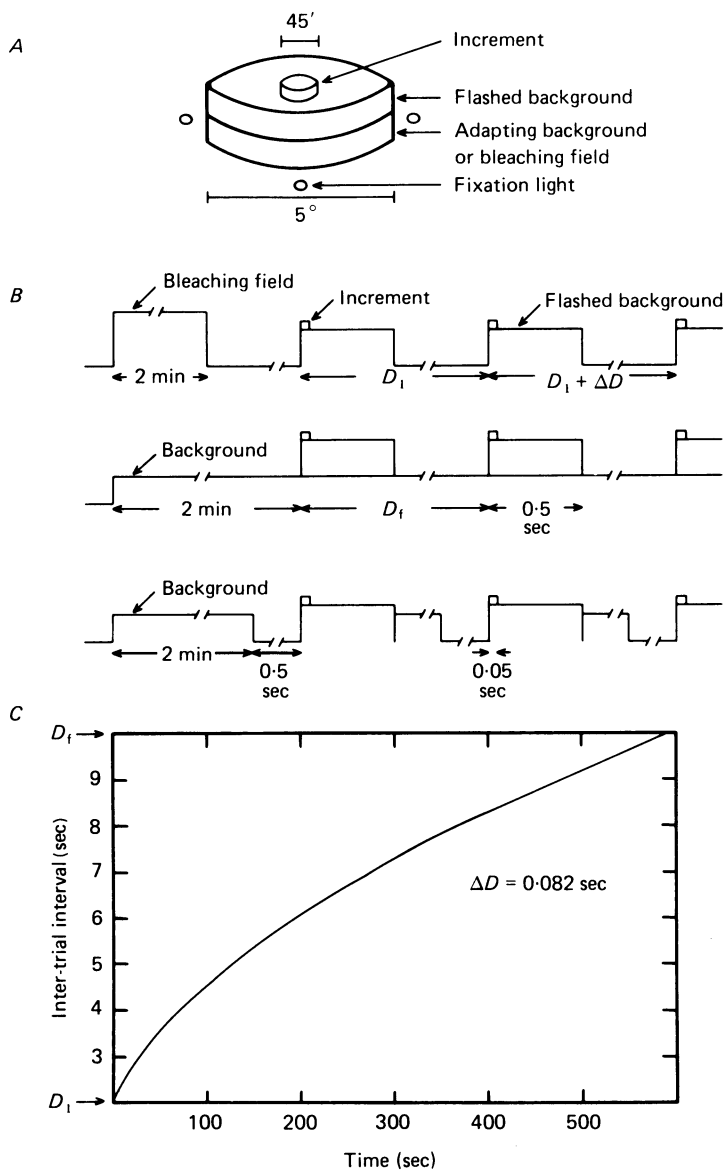 A
45′
Increment
Flashed background
Adapting background
or bleaching field
Fixation light
5°
B
Bleaching field
Increment
Flashed background
2 min
D₁
D₁ + ΔD
Background
2 min
D_f
0·5
sec
Background
2 min
0·5
sec
0·05
sec
C
D_f
9
8
7
6
5
4
3
D₁
Inter-trial interval (sec)
ΔD = 0·082 sec
100
200
300
400
500
Time (sec)